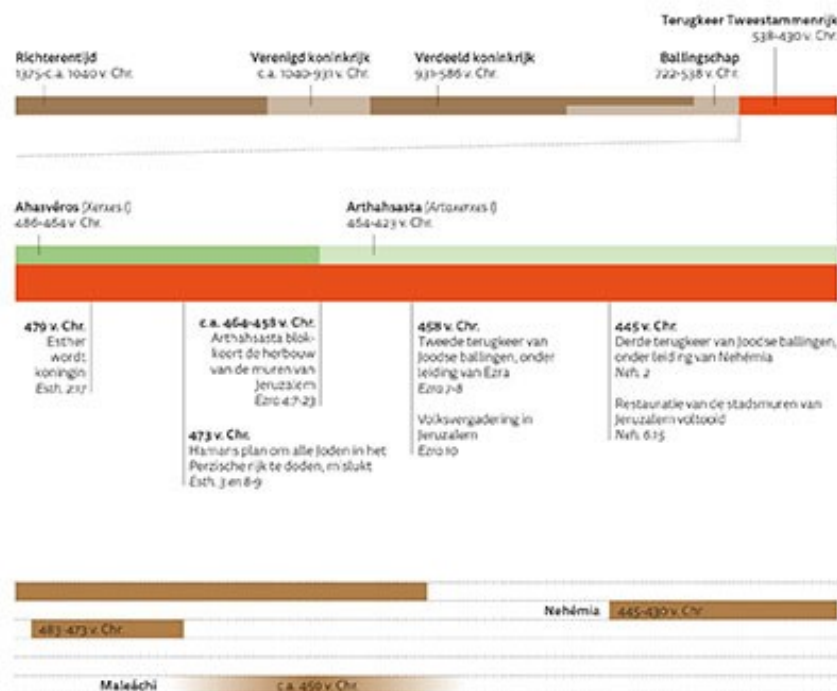 Terugkeer Tweestammenrijk
538-430 v. Chr.
Richterentijd
1375-c.a. 1040 v. Chr.
Verenigd koninkrijk
c.a. 1040-931 v. Chr.
Verdeeld koninkrijk
931-586 v. Chr.
Ballingschap
722-538 v. Chr.
Ahasvéros (Xerxes I)
486-464 v. Chr.
Arthahsasta (Artaxerxes I)
464-423 v. Chr.
479 v. Chr.
Esther
wordt
koningin
Esth. 2:17
473 v. Chr.
Hamans plan om alle Joden in het
Perzische rijk te doden, mislukt
Esth. 3 en 8-9
c.a. 464-458 v. Chr.
Arthahsasta blok-
keert de herbouw
van de muren van
Jeruzalem
Ezra 4:7-23
458 v. Chr.
Tweede terugkeer van
Joodse ballingen, onder
leiding van Ezra
Ezra 7-8
Volksvergadering in
Jeruzalem
Ezra 10
445 v. Chr.
Derde terugkeer van Joodse ballingen,
onder leiding van Nehémia
Neh. 2
Restauratie van de stadsmuren van
Jeruzalem voltooid
Neh. 6:15
Nehémia 445-430 v. Chr.
483-473 v. Chr.
Maleáchi c.a. 450 v. Chr.